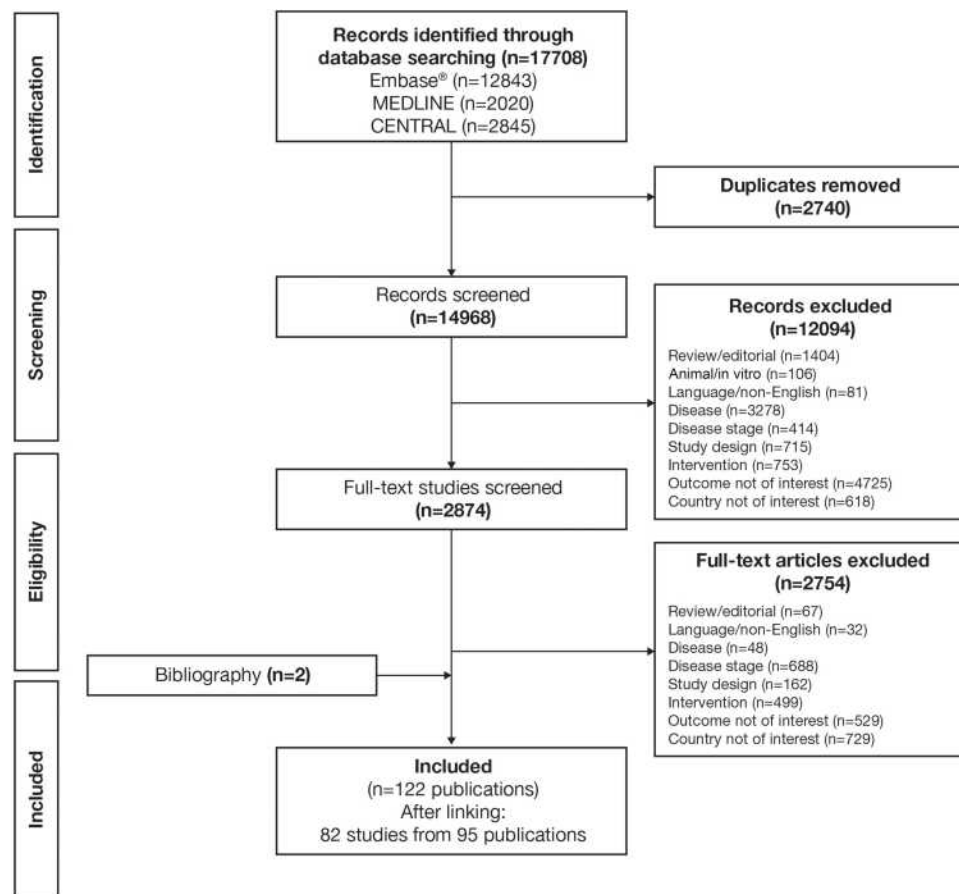 Identification
Records identified through
database searching (n=17708)
Embase® (n=12843)
MEDLINE (n=2020)
CENTRAL (n=2845)
Duplicates removed
(n=2740)
Screening
Records screened
(n=14968)
Records excluded
(n=12094)
Review/editorial (n=1404)
Animal/in vitro (n=106)
Language/non-English (n=81)
Disease (n=3278)
Disease stage (n=414)
Study design (n=715)
Intervention (n=753)
Outcome not of interest (n=4725)
Country not of interest (n=618)
Eligibility
Full-text studies screened
(n=2874)
Full-text articles excluded
(n=2754)
Review/editorial (n=67)
Language/non-English (n=32)
Disease (n=48)
Disease stage (n=688)
Study design (n=162)
Intervention (n=499)
Outcome not of interest (n=529)
Country not of interest (n=729)
Bibliography (n=2)
Included
Included
(n=122 publications)
After linking:
82 studies from 95 publications